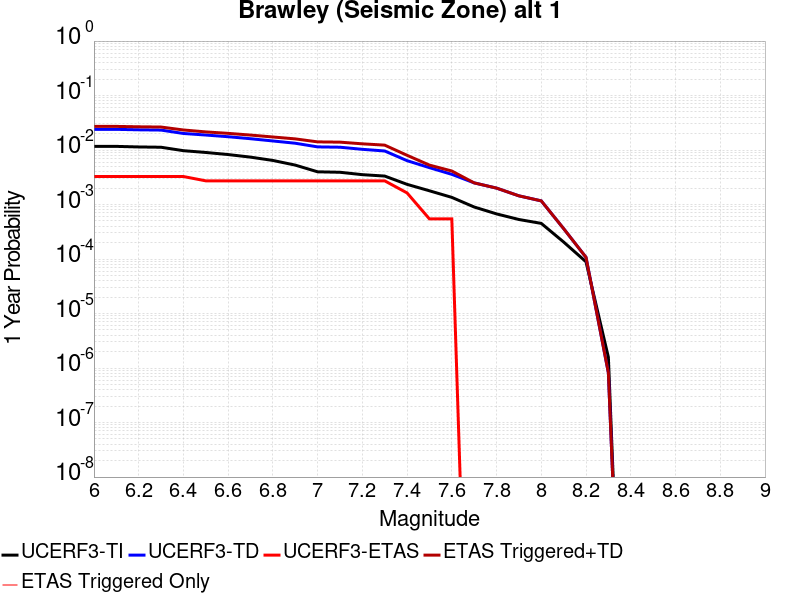 Brawley (Seismic Zone) alt 1
10^0
10^-1
10^-2
10^-3
10^-4
10^-5
10^-6
10^-7
10^-8
1 Year Probability
6 6.2 6.4 6.6 6.8 7 7.2 7.4 7.6 7.8 8 8.2 8.4 8.6 8.8 9
Magnitude
UCERF3-TI UCERF3-TD UCERF3-ETAS ETAS Triggered+TD
ETAS Triggered Only